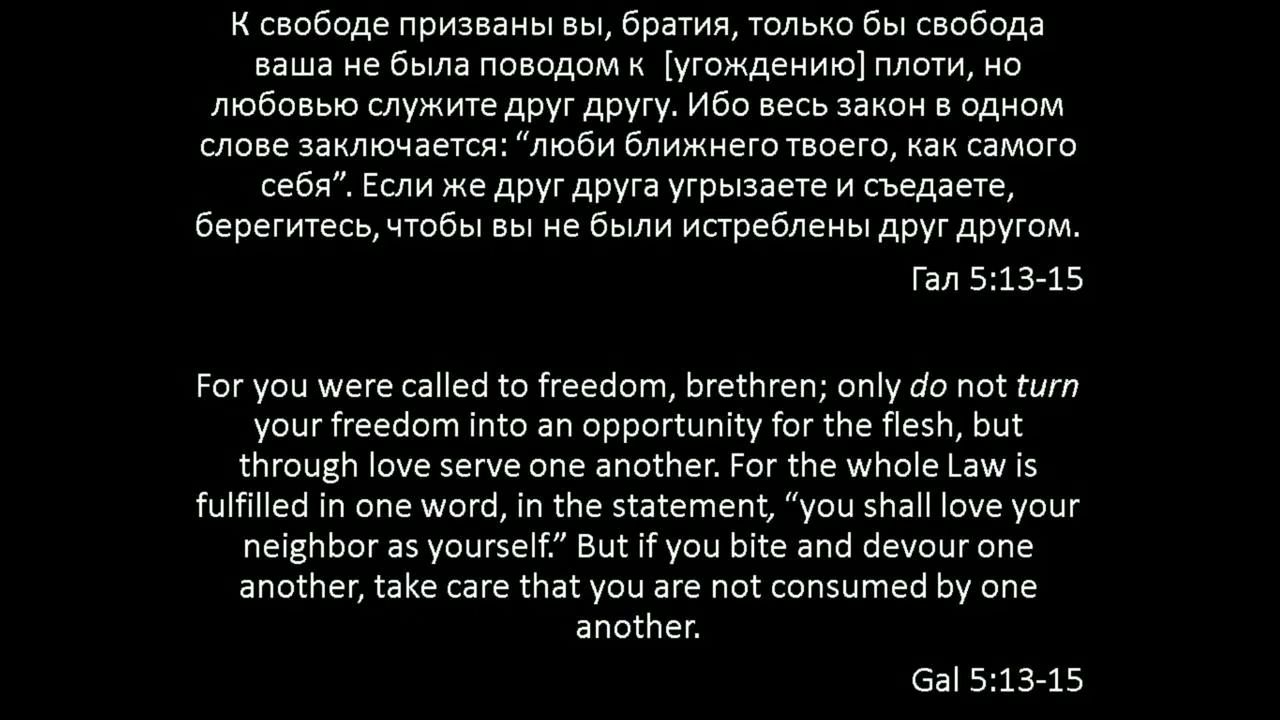 К свободе призваны вы, братия, только бы свобода
ваша не была поводом к [угождению] плоти, но
любовью служите друг другу. Ибо весь закон в одном
слове заключается: “люби ближнего твоего, как самого
себя”. Если же друг друга угрызаете и съедаете,
берегитесь, чтобы вы не были истреблены друг другом.
Гал 5:13-15
For you were called to freedom, brethren; only do not turn
your freedom into an opportunity for the flesh, but
through love serve one another. For the whole Law is
fulfilled in one word, in the statement, “you shall love your
neighbor as yourself.” But if you bite and devour one
another, take care that you are not consumed by one
another.
Gal 5:13-15